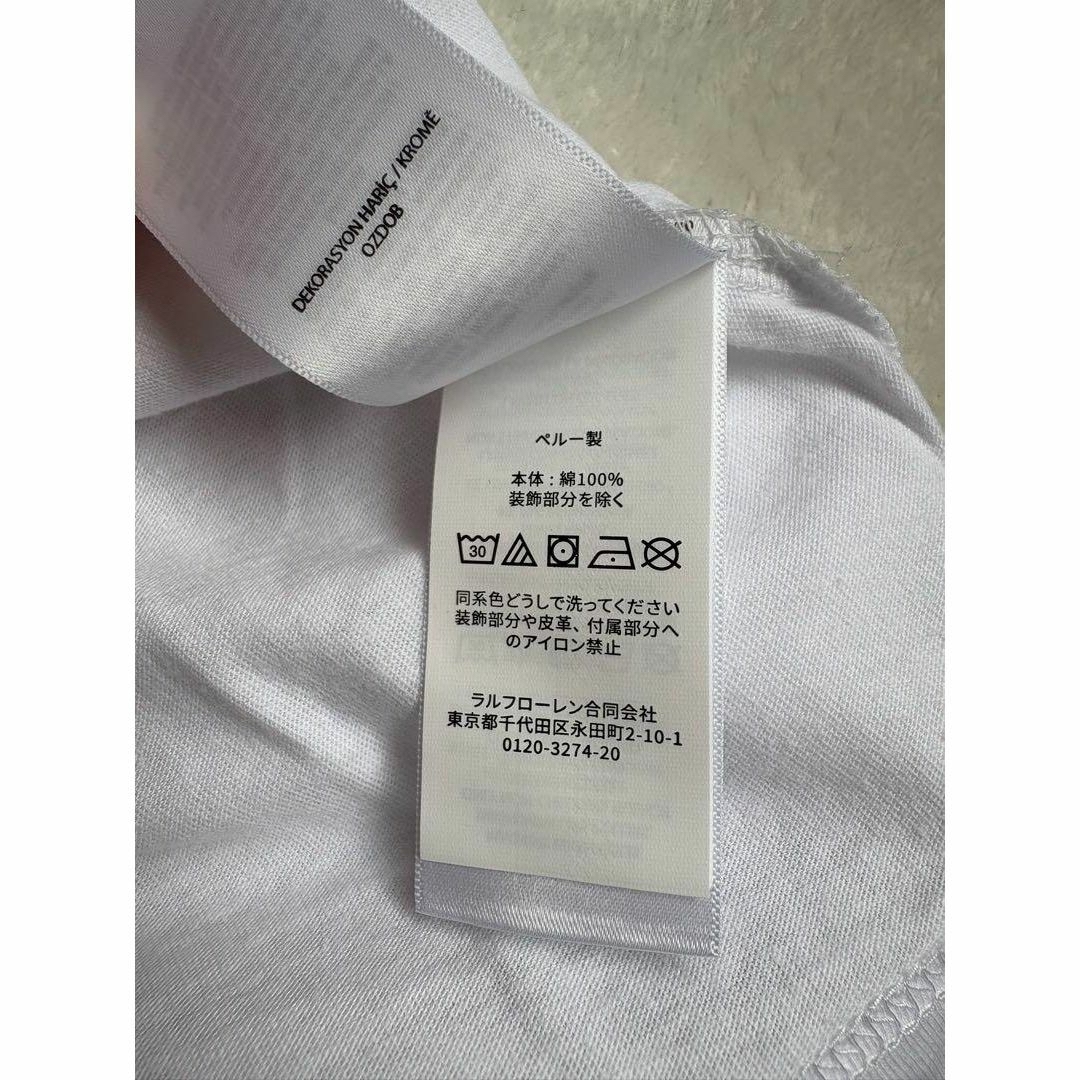 DEKORASYON HARİÇ / KROMĚ
OZDOB
ペルー製
本体 : 綿100%
装飾部分を除く
30
同系色どうしで洗ってください
装飾部分や皮革、付属部分へ
のアイロン禁止
ラルフローレン合同会社
東京都千代田区永田町2-10-1
0120-3274-20